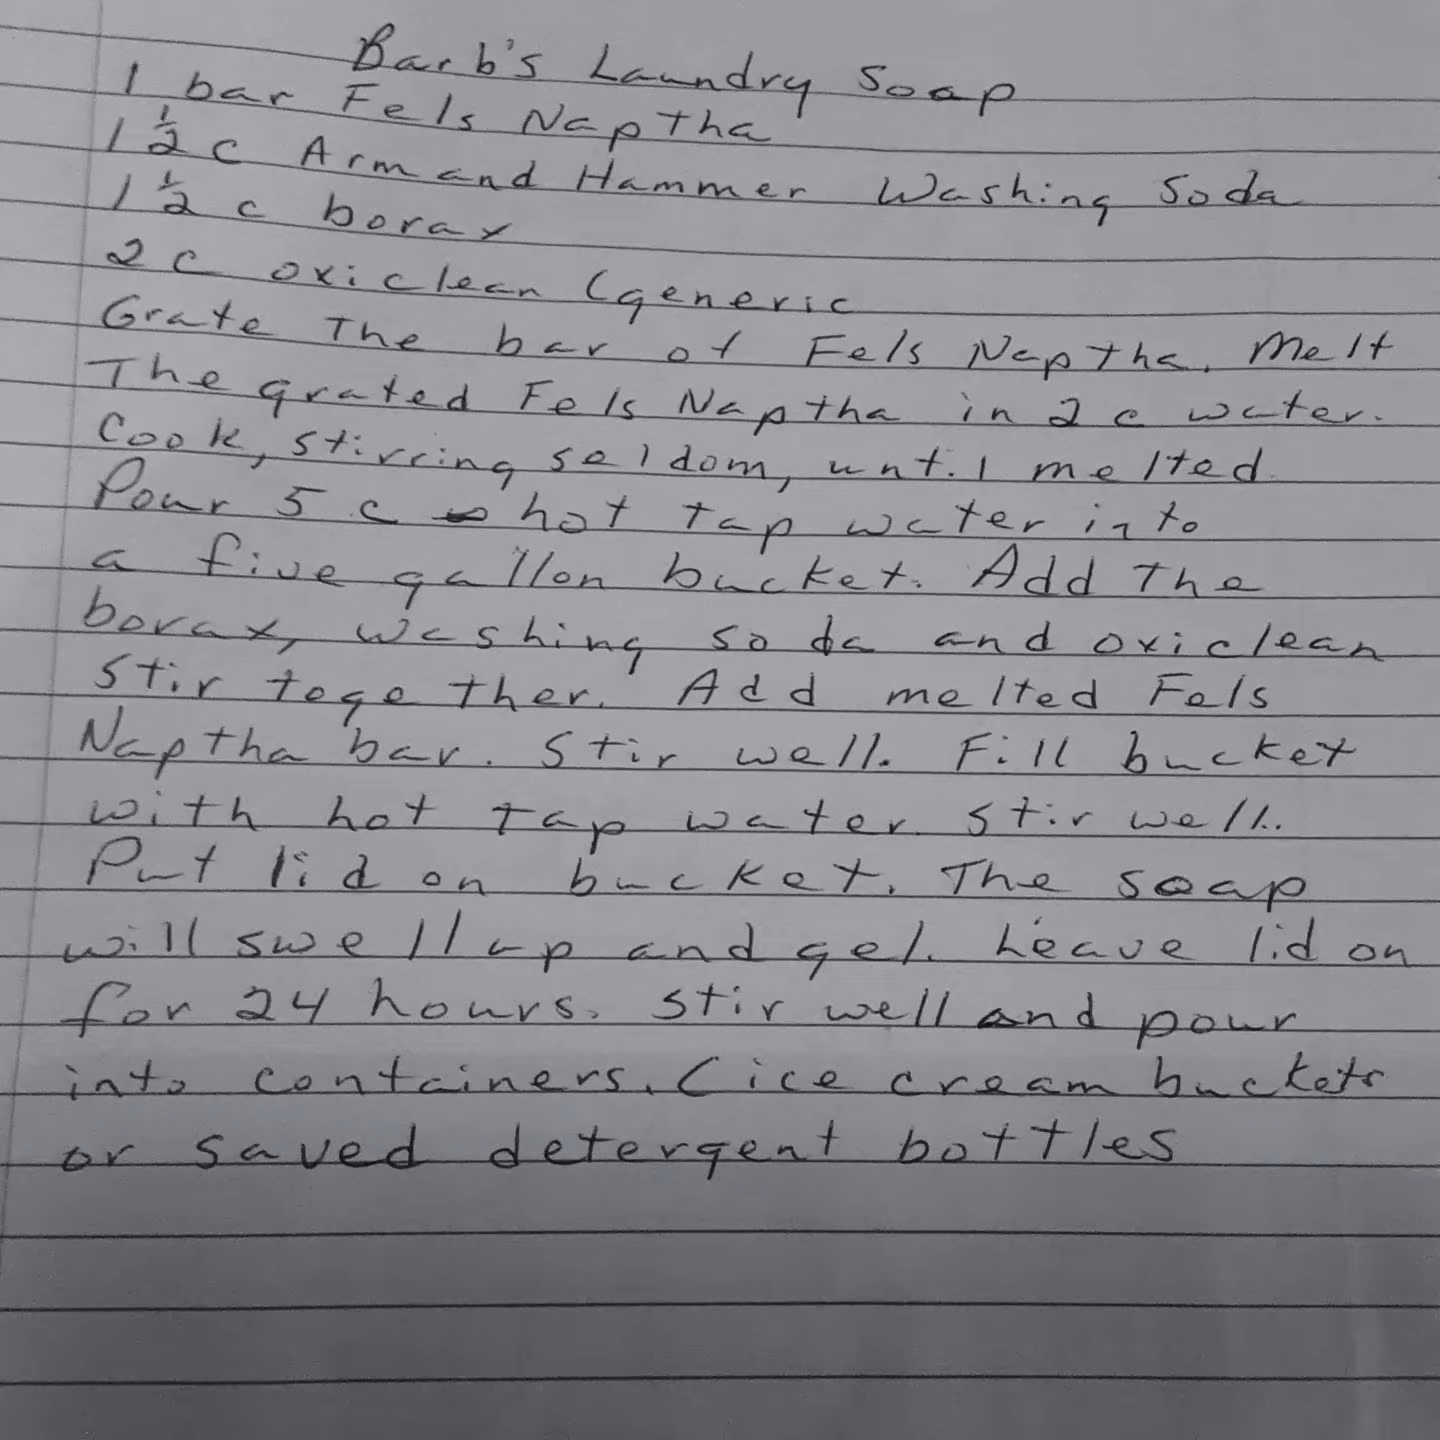 Barb's Laundry Soap
1 bar Fels Naptha
1 1/2 c Arm and Hammer Washing Soda
1 1/2 c borax
2 c oxiclean (generic
Grate The bar of Fels Naptha. Melt
The grated Fels Naptha in 2 c water.
Cook, stirring seldom, until melted.
Pour 5 c hot tap water into
a five gallon bucket. Add The
borax, washing soda and oxiclean
Stir together. Add melted Fels
Naptha bar. Stir well. Fill bucket
with hot tap water. Stir well.
Put lid on bucket. The soap
will swell up and gel. Leave lid on
for 24 hours. Stir well and pour
into containers. (ice cream buckets
or saved detergent bottles